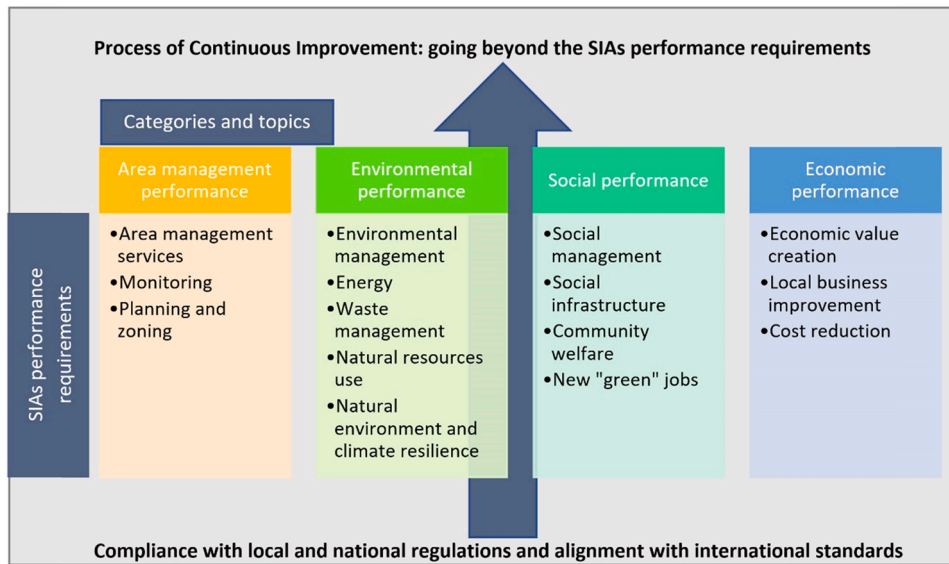 Process of Continuous Improvement: going beyond the SIAs performance requirements
Categories and topics
Area management
performance
Environmental
performance
Social performance
Economic
performance
SIAs performance
requirements
•Area management
services
•Monitoring
•Planning and
zoning
•Environmental
management
•Energy
•Waste
management
•Natural resources
use
•Natural
environment and
climate resilience
•Social
management
•Social
infrastructure
•Community
welfare
•New "green" jobs
•Economic value
creation
•Local business
improvement
•Cost reduction
Compliance with local and national regulations and alignment with international standards